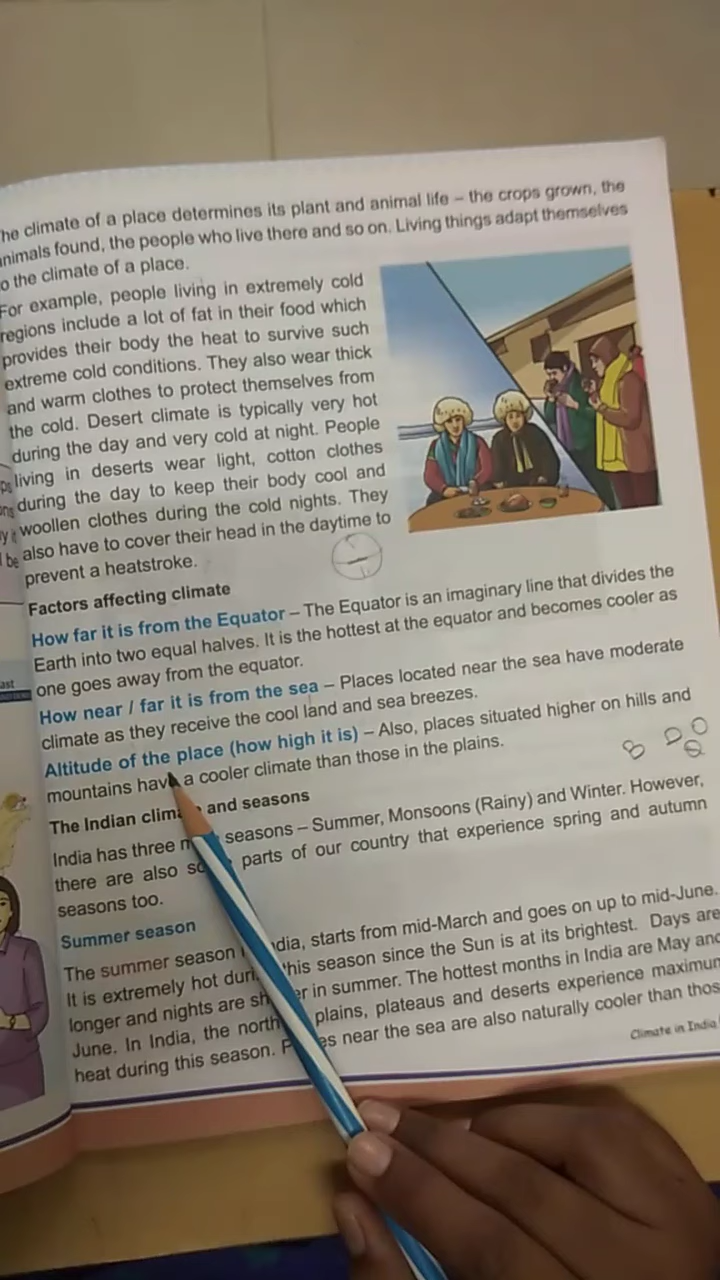 he climate of a place determines its plant and animal life – the crops grown, the
nimals found, the people who live there and so on. Living things adapt themselves
o the climate of a place.
For example, people living in extremely cold
regions include a lot of fat in their food which
provides their body the heat to survive such
extreme cold conditions. They also wear thick
and warm clothes to protect themselves from
the cold. Desert climate is typically very hot
during the day and very cold at night. People
living in deserts wear light, cotton clothes
during the day to keep their body cool and
woollen clothes during the cold nights. They
also have to cover their head in the daytime to
prevent a heatstroke.
Factors affecting climate
How far it is from the Equator – The Equator is an imaginary line that divides the
Earth into two equal halves. It is the hottest at the equator and becomes cooler as
one goes away from the equator.
How near / far it is from the sea – Places located near the sea have moderate
climate as they receive the cool land and sea breezes.
Altitude of the place (how high it is) – Also, places situated higher on hills and
mountains have a cooler climate than those in the plains.
The Indian clima and seasons
India has three m seasons – Summer, Monsoons (Rainy) and Winter. However,
there are also so parts of our country that experience spring and autumn
seasons too.
Summer season
The summer season ndia, starts from mid-March and goes on up to mid-June.
It is extremely hot duri this season since the Sun is at its brightest. Days are
longer and nights are sh er in summer. The hottest months in India are May and
June. In India, the north plains, plateaus and deserts experience maximum
heat during this season. P es near the sea are also naturally cooler than thos
Climate in India